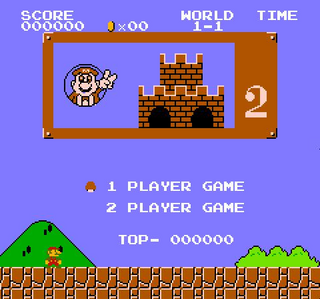 SCORE WORLD TIME
000000 ×00 1-1
2
1 PLAYER GAME
2 PLAYER GAME
TOP- 000000